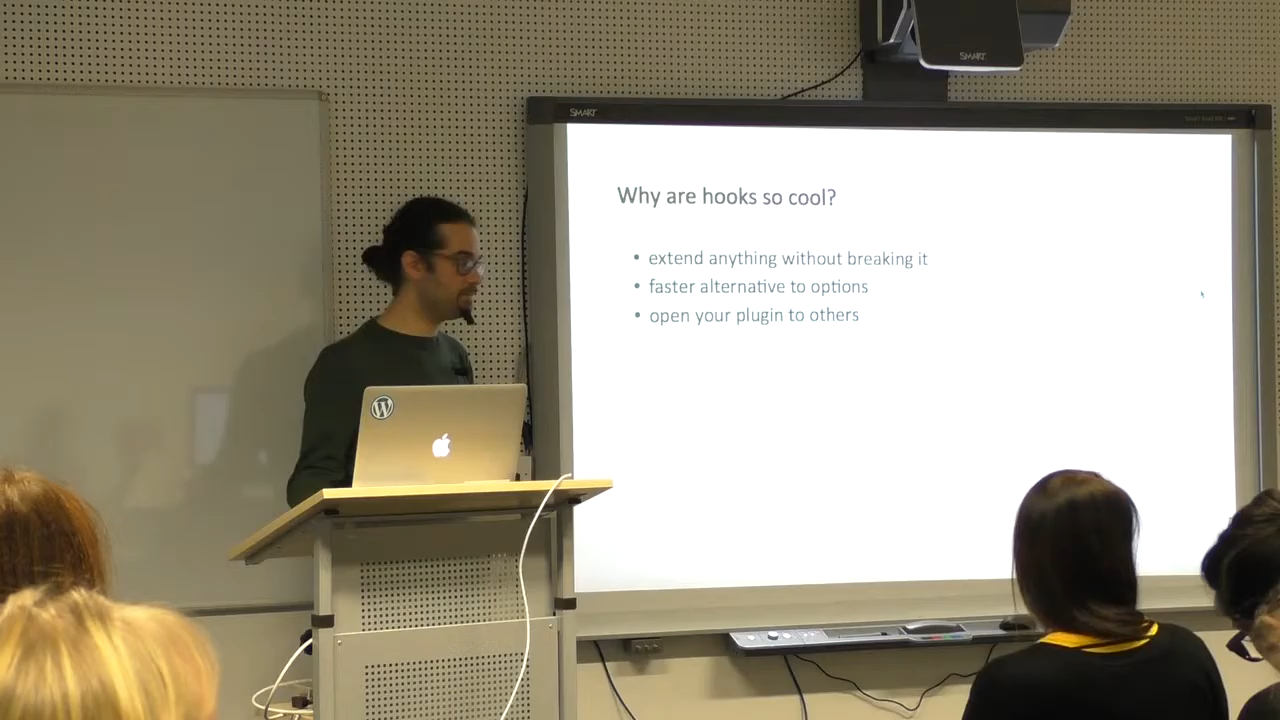 SMART
SMART
Why are hooks so cool?
• extend anything without breaking it
• faster alternative to options
• open your plugin to others
W